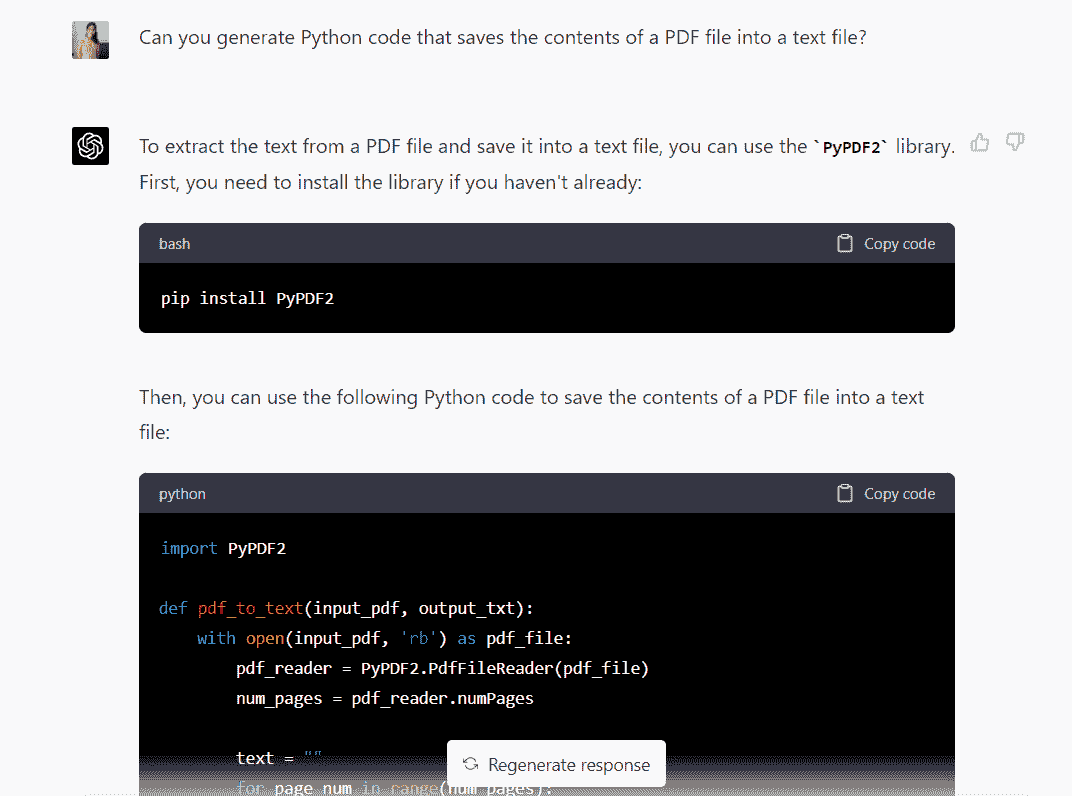 Can you generate Python code that saves the contents of a PDF file into a text file?
To extract the text from a PDF file and save it into a text file, you can use the `PyPDF2` library.
First, you need to install the library if you haven't already:
bash
Copy code
pip install PyPDF2
Then, you can use the following Python code to save the contents of a PDF file into a text
file:
python
Copy code
import PyPDF2
def pdf_to_text(input_pdf, output_txt):
    with open(input_pdf, 'rb') as pdf_file:
        pdf_reader = PyPDF2.PdfFileReader(pdf_file)
        num_pages = pdf_reader.numPages
        text = ""
Regenerate response
        for page_num in range(num_pages):